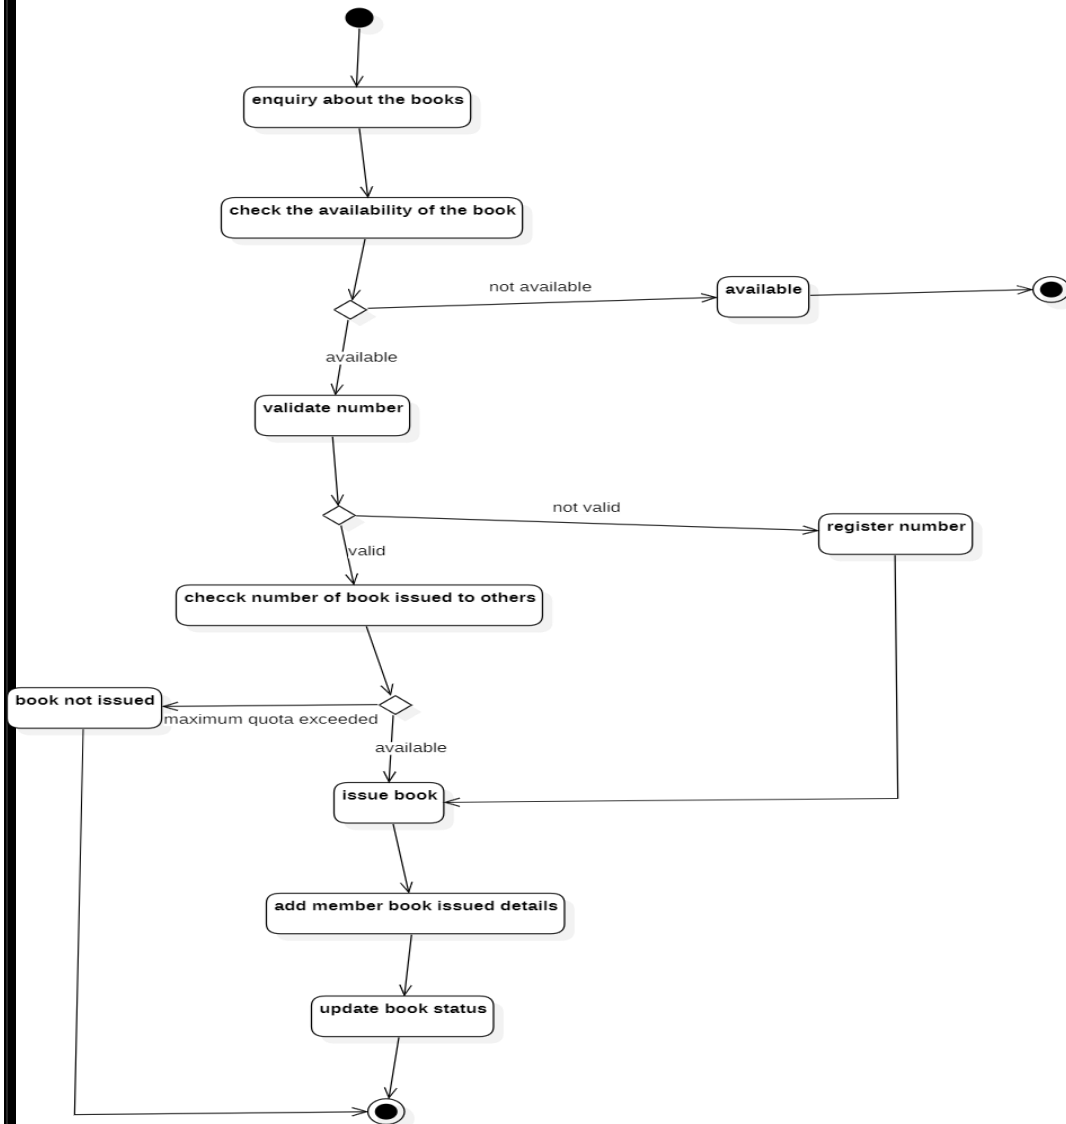 enquiry about the books
check the availability of the book
not available
available
available
validate number
not valid
register number
valid
checck number of book issued to others
book not issued
maximum quota exceeded
available
issue book
add member book issued details
update book status